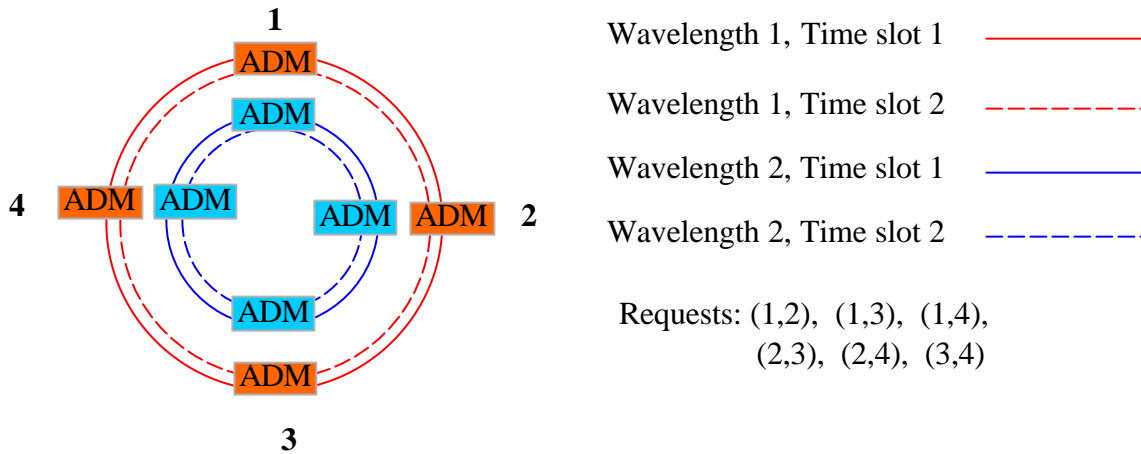 1
ADM
ADM
4
ADM
ADM
ADM
ADM
2
ADM
ADM
3
Wavelength 1, Time slot 1
Wavelength 1, Time slot 2
Wavelength 2, Time slot 1
Wavelength 2, Time slot 2
Requests: (1,2), (1,3), (1,4),
(2,3), (2,4), (3,4)